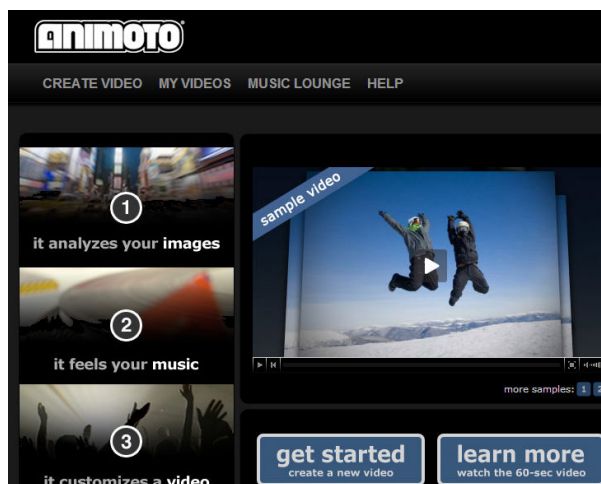 animoto
CREATE VIDEO MY VIDEOS MUSIC LOUNGE HELP
1
it analyzes your images
2
it feels your music
3
it customizes a video
sample video
more samples: 1 2
get started
create a new video
learn more
watch the 60-sec video